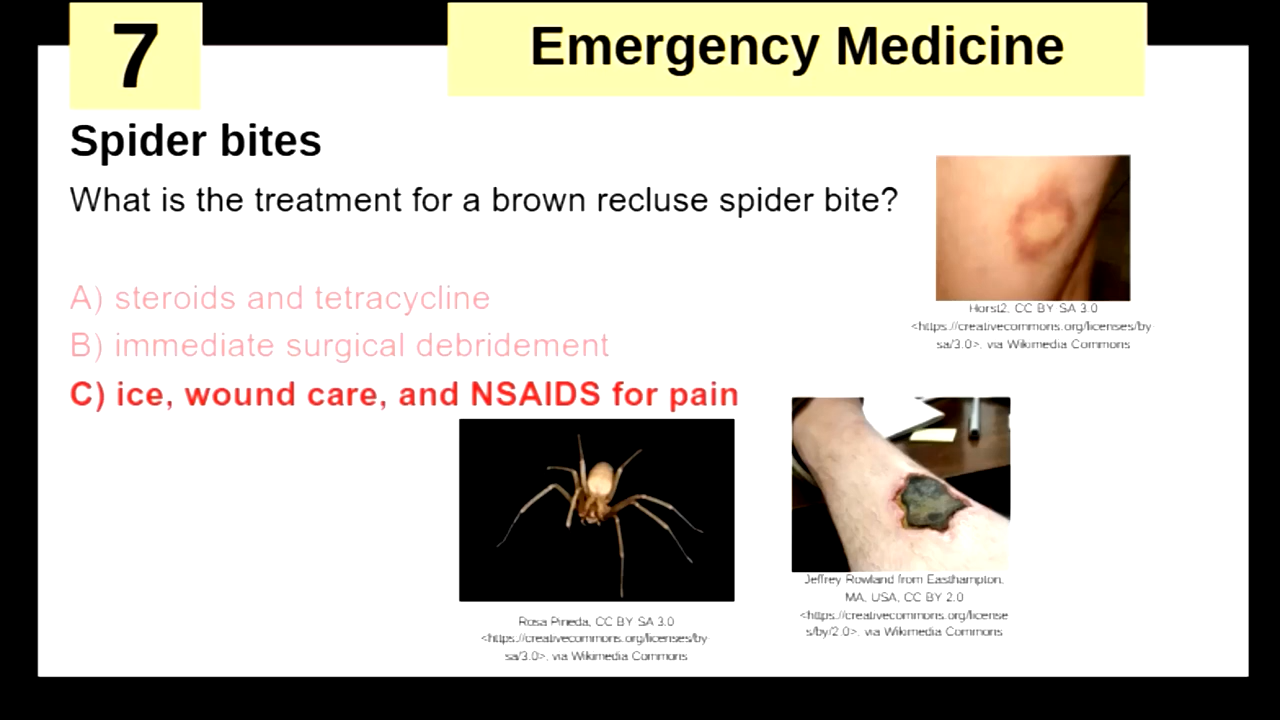 7
Emergency Medicine
Spider bites
What is the treatment for a brown recluse spider bite?
A) steroids and tetracycline
B) immediate surgical debridement
C) ice, wound care, and NSAIDS for pain
Horst2, CC BY SA 3.0
<https://creativecommons.org/licenses/by
sa/3.0>, via Wikimedia Commons
Rosa Pineda, CC BY SA 3.0
<https://creativecommons.org/licenses/by
sa/3.0>, via Wikimedia Commons
Jeffrey Rowland from Easthampton,
MA, USA, CC BY 2.0
<https://creativecommons.org/license
s/by/2.0>, via Wikimedia Commons